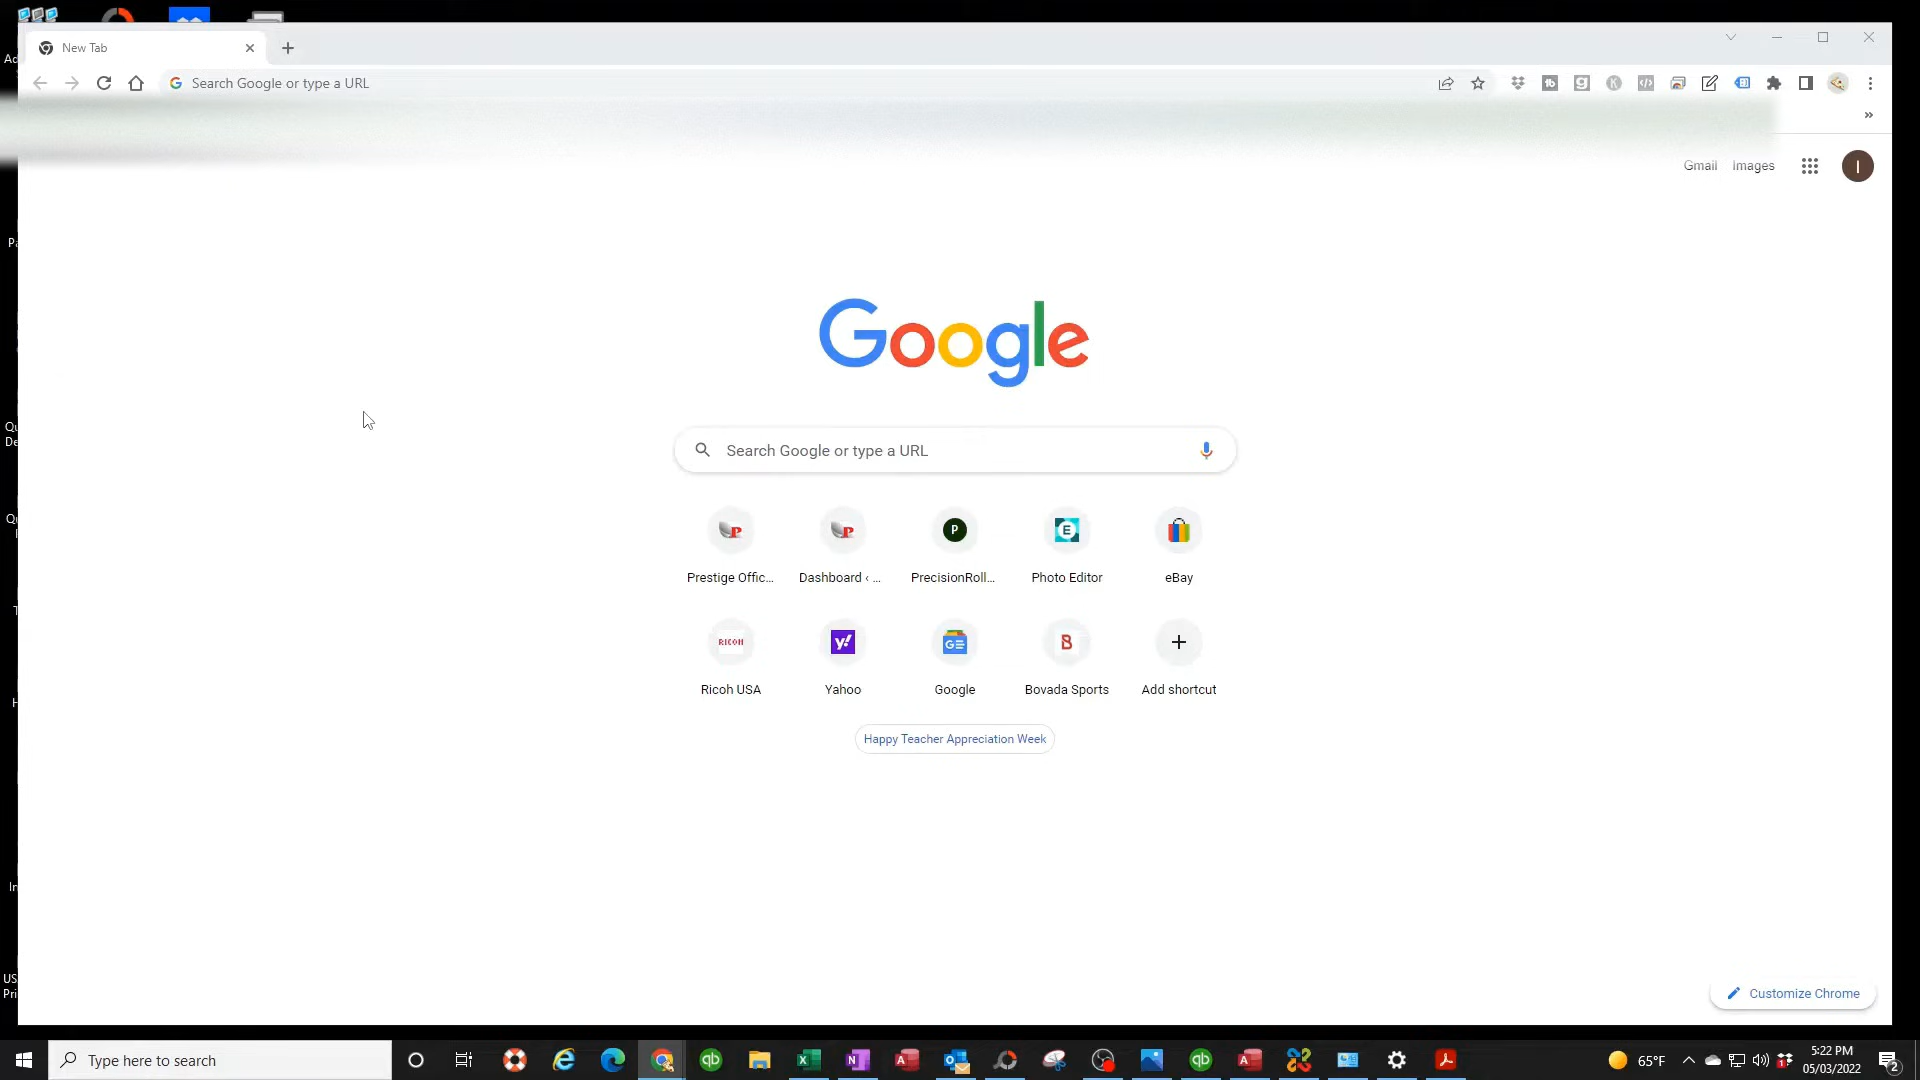 New Tab
Search Google or type a URL
Gmail Images
I
Google
Search Google or type a URL
Prestige Offic... Dashboard ‹ ... PrecisionRoll... Photo Editor eBay
Ricoh USA Yahoo Google Bovada Sports Add shortcut
Happy Teacher Appreciation Week
Customize Chrome
Type here to search
65°F
5:22 PM
05/03/2022
2